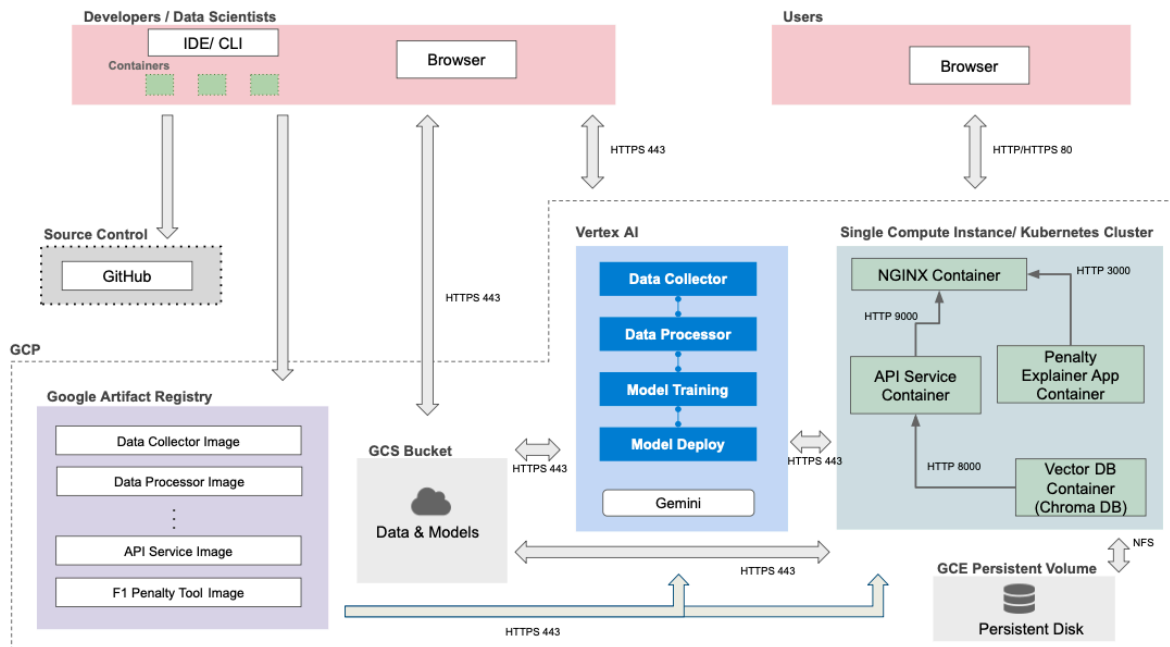 Developers / Data Scientists
IDE/ CLI
Containers
Browser
Users
Browser
HTTPS 443
HTTP/HTTPS 80
Source Control
GitHub
HTTPS 443
GCP
Vertex AI
Data Collector
Data Processor
Model Training
Model Deploy
Gemini
Single Compute Instance/ Kubernetes Cluster
NGINX Container
HTTP 3000
HTTP 9000
API Service
Container
Penalty
Explainer App
Container
HTTP 8000
Vector DB
Container
(Chroma DB)
Google Artifact Registry
Data Collector Image
Data Processor Image
API Service Image
F1 Penalty Tool Image
GCS Bucket
Data & Models
HTTPS 443
HTTPS 443
HTTPS 443
HTTPS 443
NFS
GCE Persistent Volume
Persistent Disk